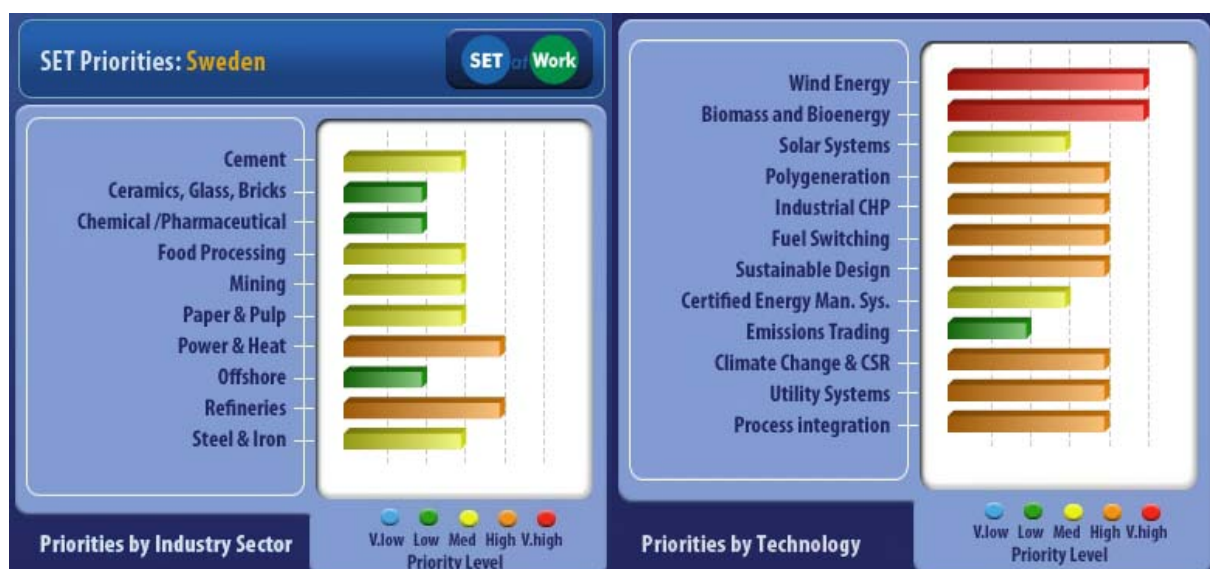 SET Priorities: Sweden
SET at Work
Cement
Ceramics, Glass, Bricks
Chemical /Pharmaceutical
Food Processing
Mining
Paper & Pulp
Power & Heat
Offshore
Refineries
Steel & Iron
V.low Low Med High V.high
Priority Level
Priorities by Industry Sector
Wind Energy
Biomass and Bioenergy
Solar Systems
Polygeneration
Industrial CHP
Fuel Switching
Sustainable Design
Certified Energy Man. Sys.
Emissions Trading
Climate Change & CSR
Utility Systems
Process integration
V.low Low Med High V.high
Priority Level
Priorities by Technology